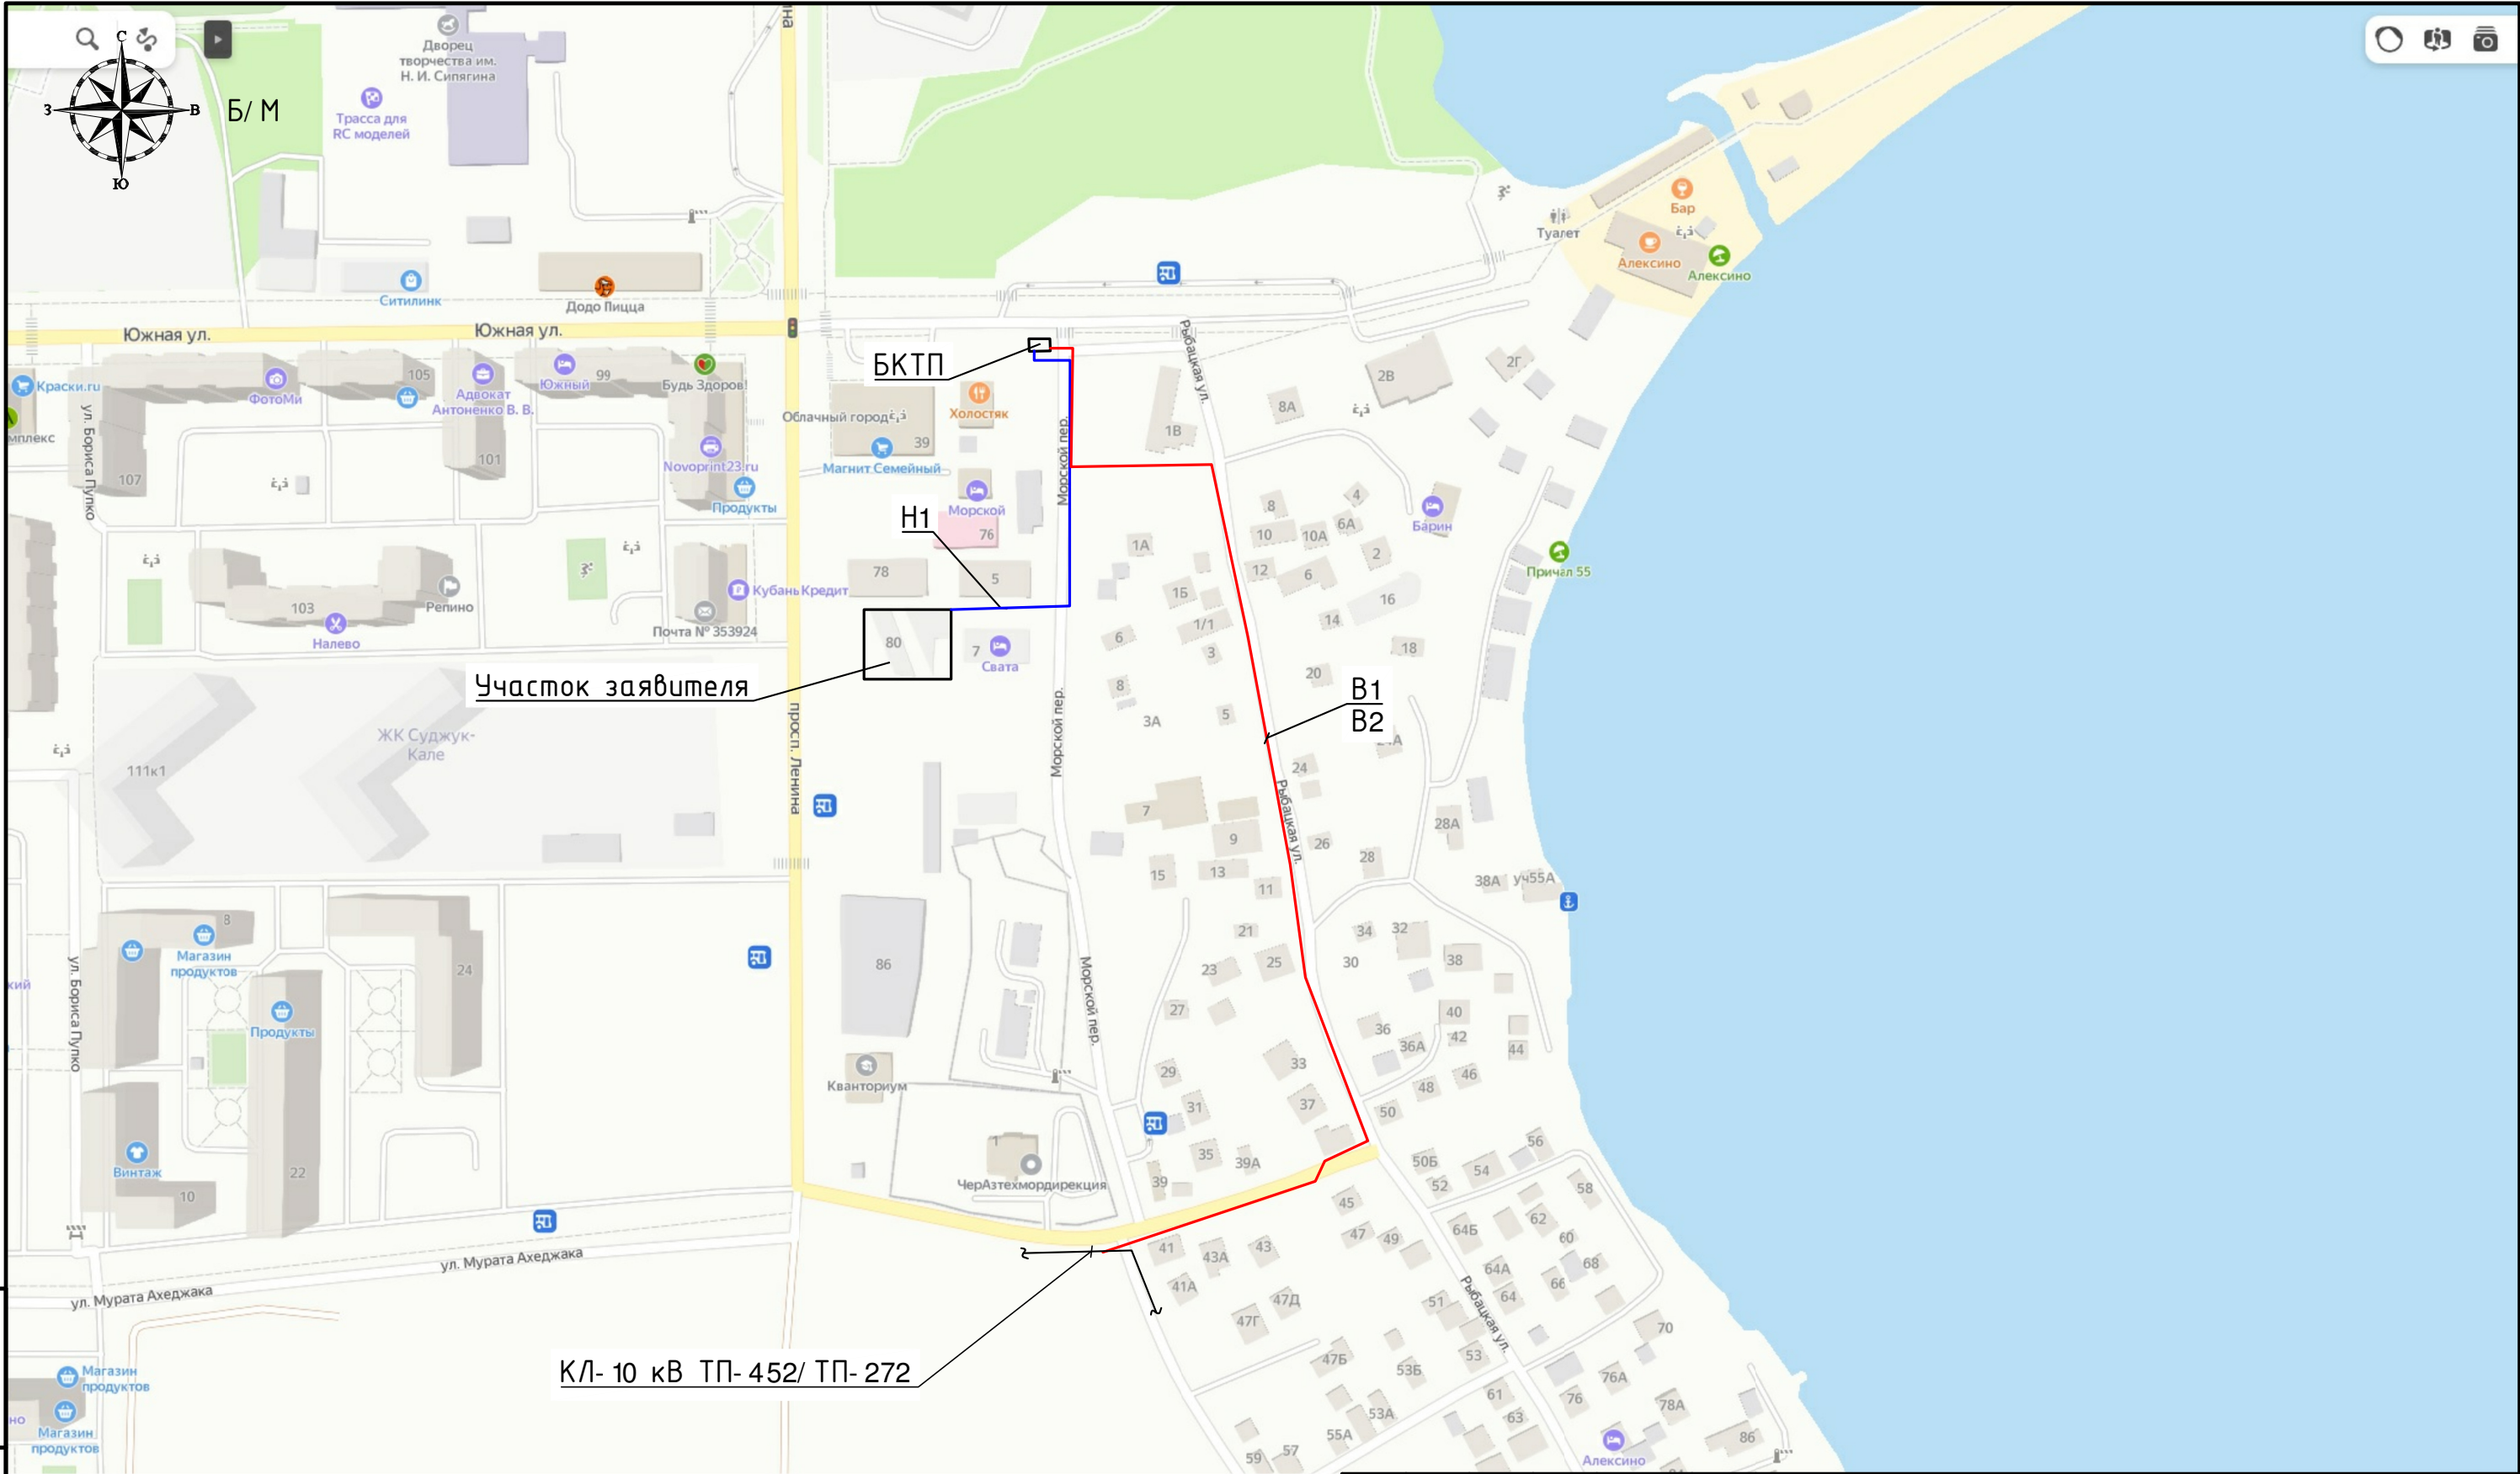 С
З
В
Ю
Б/М
Дворец
творчества им.
Н. И. Сипягина
Трасса для
RC моделей
Ситилинк
Додо Пицца
Южная ул.
Южная ул.
Бар
Туалет
Алексино
Алексино
БКТП
Рыбацкая ул.
2В
2Г
8А
1В
Краски.ru
мплекс
ФотоМи
105
Адвокат
Антоненко В. В.
Южный
99
Будь Здоров!
Облачный город
Холостяк
39
Магнит Семейный
Морской пер.
ул. Бориса Пупко
107
101
Novoprint23.ru
Продукты
Н1
Морской
76
78
5
8
4
10
10А
6А
2
12
6
Барин
Причал 55
16
14
18
20
1А
1Б
1/1
6
3
8
5
3А
103
Налево
Репино
Кубань Кредит
Почта № 353924
80
7
Свата
Участок заявителя
В1
В2
24
ЖК Суджук-
Кале
111к1
просп. Ленина
Морской пер.
Рыбацкая ул.
7
9
13
15
11
26
28
28А
38А
уч55А
8
Магазин
продуктов
24
86
21
23
25
27
34
32
30
38
40
42
44
36
36А
46
48
50
кий
ул. Бориса Пупко
Продукты
Морской пер.
Кванториум
29
31
33
37
35
39А
39
1
ЧерАзтехмордирекция
Винтаж
10
22
56
50Б
54
52
58
62
60
64Б
68
64А
66
64
45
47
49
41
43А
43
41А
47Д
47Г
51
ул. Мурата Ахеджака
ул. Мурата Ахеджака
КЛ-10 кВ ТП-452/ТП-272
Рыбацкая ул.
70
47Б
53Б
53
76А
76
78А
61
63
53А
55А
59
57
86
Алексино
Магазин
продуктов
но
Магазин
продуктов